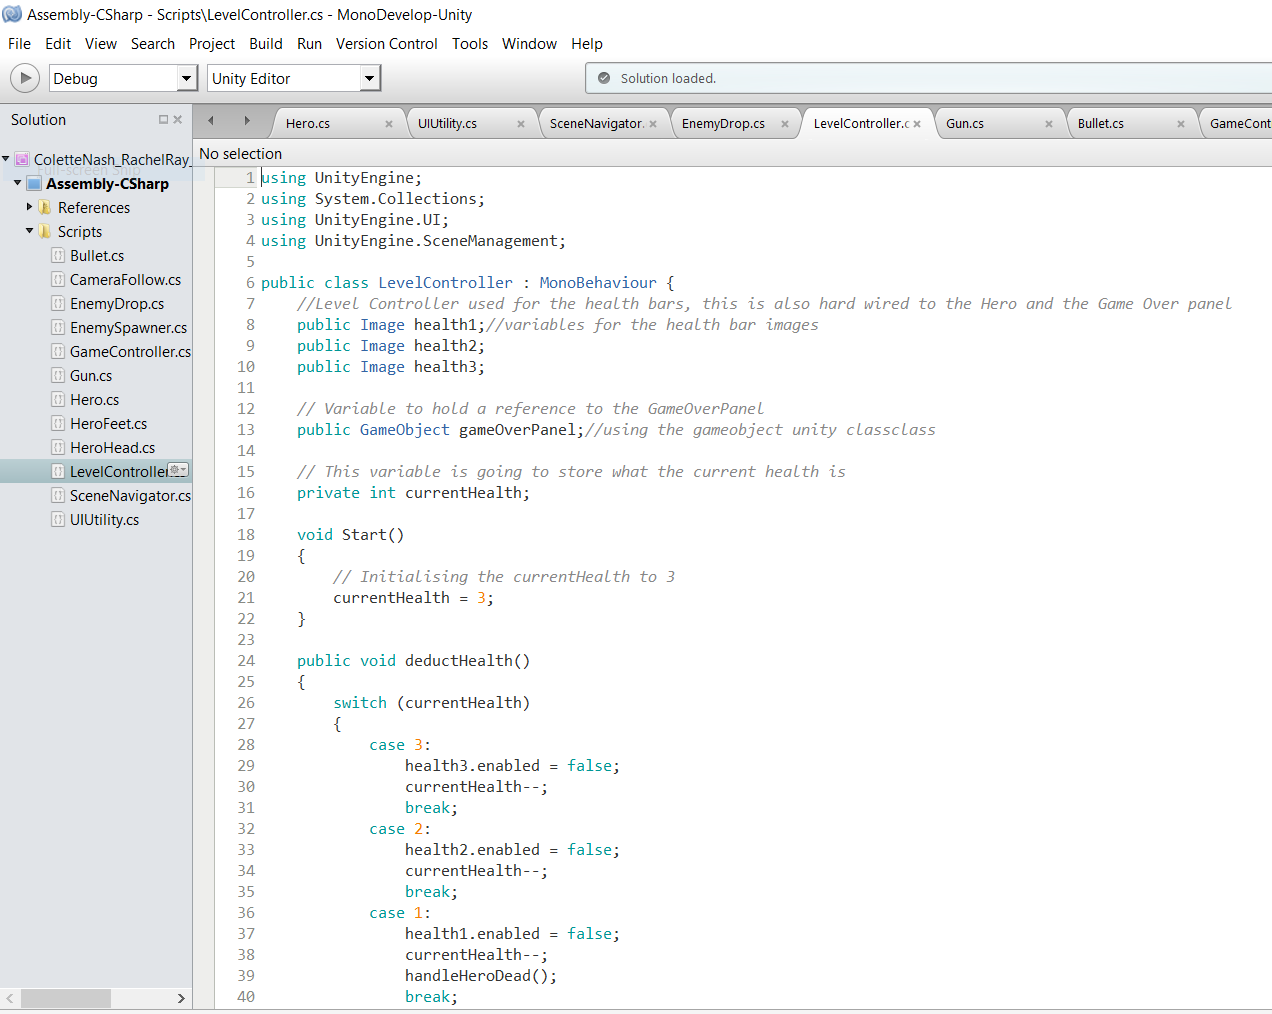 Assembly-CSharp - Scripts\LevelController.cs - MonoDevelop-Unity
File Edit View Search Project Build Run Version Control Tools Window Help
Debug Unity Editor Solution loaded.
Solution
Hero.cs UIUtility.cs SceneNavigator. EnemyDrop.cs LevelController.c Gun.cs Bullet.cs GameCont
No selection
ColetteNash_RachelRay_
Full-screen Snip
Assembly-CSharp
References
Scripts
Bullet.cs
CameraFollow.cs
EnemyDrop.cs
EnemySpawner.cs
GameController.cs
Gun.cs
Hero.cs
HeroFeet.cs
HeroHead.cs
LevelController
SceneNavigator.cs
UIUtility.cs
1 using UnityEngine;
2 using System.Collections;
3 using UnityEngine.UI;
4 using UnityEngine.SceneManagement;
5
6 public class LevelController : MonoBehaviour {
7 //Level Controller used for the health bars, this is also hard wired to the Hero and the Game Over panel
8 public Image health1;//variables for the health bar images
9 public Image health2;
10 public Image health3;
11
12 // Variable to hold a reference to the GameOverPanel
13 public GameObject gameOverPanel;//using the gameobject unity classclass
14
15 // This variable is going to store what the current health is
16 private int currentHealth;
17
18 void Start()
19 {
20 // Initialising the currentHealth to 3
21 currentHealth = 3;
22 }
23
24 public void deductHealth()
25 {
26 switch (currentHealth)
27 {
28 case 3:
29 health3.enabled = false;
30 currentHealth--;
31 break;
32 case 2:
33 health2.enabled = false;
34 currentHealth--;
35 break;
36 case 1:
37 health1.enabled = false;
38 currentHealth--;
39 handleHeroDead();
40 break;